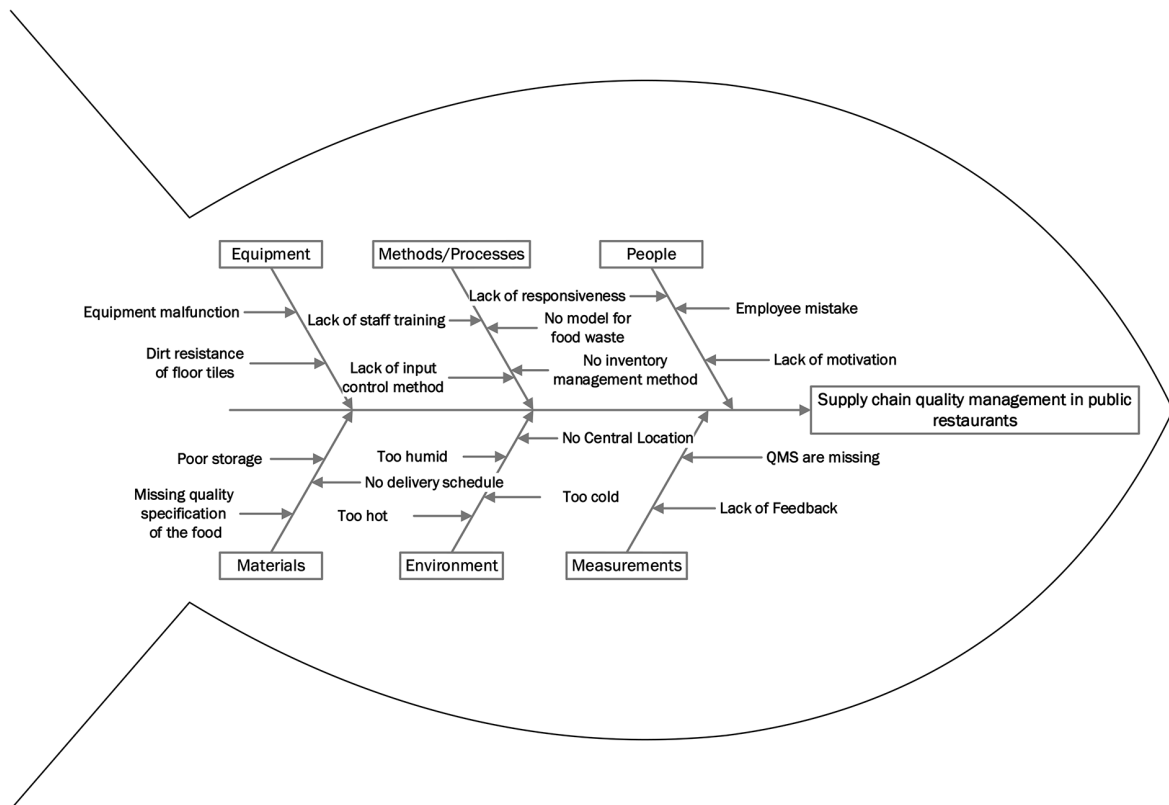 Equipment
Methods/Processes
People
Equipment malfunction
Lack of staff training
Lack of responsiveness
No model for
food waste
Employee mistake
Dirt resistance
of floor tiles
Lack of input
control method
No inventory
management method
Lack of motivation
Supply chain quality management in public
restaurants
Poor storage
Too humid
No Central Location
QMS are missing
No delivery schedule
Missing quality
specification
of the food
Too hot
Too cold
Lack of Feedback
Materials
Environment
Measurements